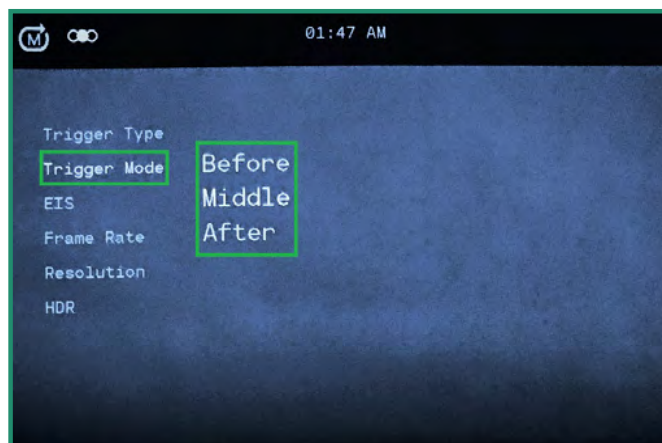 M
01:47 AM
Trigger Type
Trigger Mode
Before
EIS
Middle
Frame Rate
After
Resolution
HDR